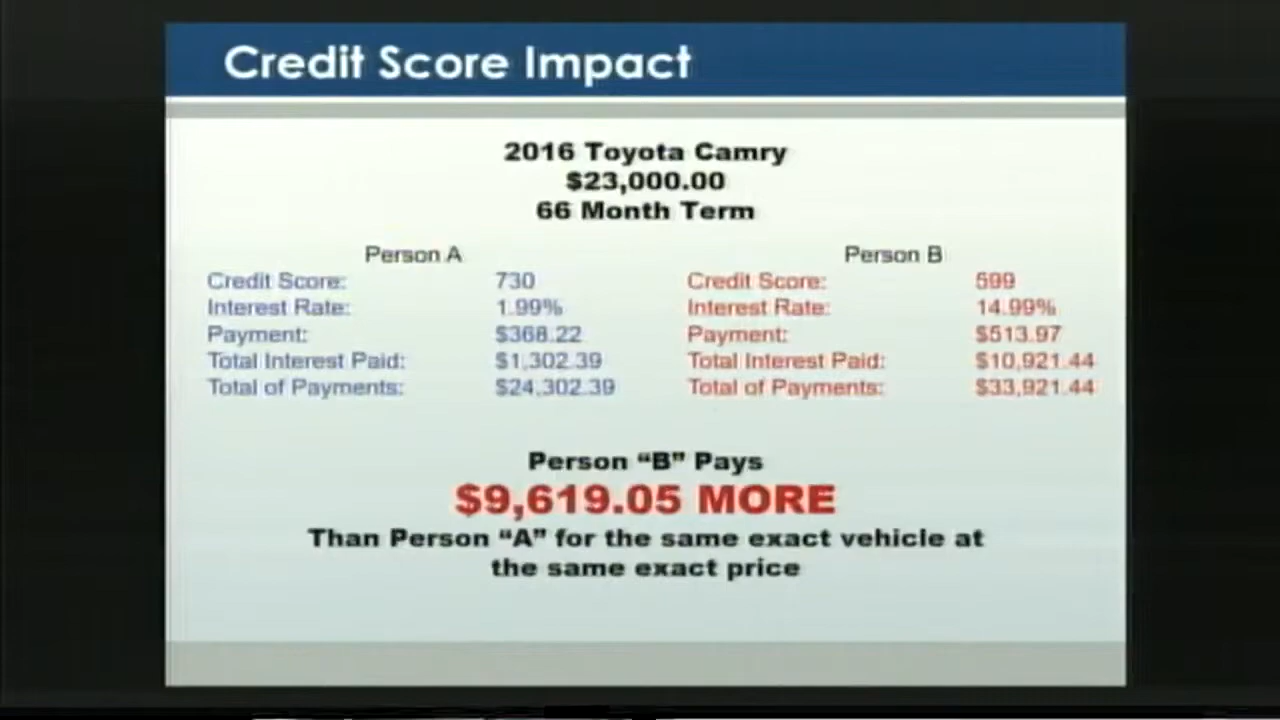 Credit Score Impact
2016 Toyota Camry
$23,000.00
66 Month Term
Person A
Credit Score: 730
Interest Rate: 1.99%
Payment: $368.22
Total Interest Paid: $1,302.39
Total of Payments: $24,302.39
Person B
Credit Score: 599
Interest Rate: 14.99%
Payment: $513.97
Total Interest Paid: $10,921.44
Total of Payments: $33,921.44
Person “B” Pays
$9,619.05 MORE
Than Person “A” for the same exact vehicle at
the same exact price